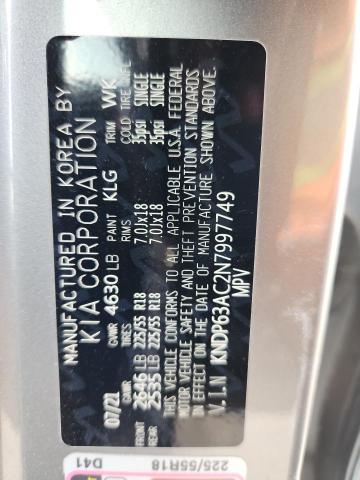 MANUFACTURED IN KOREA BY
KIA CORPORATION
07/21 GVWR 4630 LB PAINT KLG TRIM WK
GAWR TIRES RIMS COLD TIRE
FRONT 2646 LB 225/55 R18 7.0Jx18 35psi SINGLE
REAR 2535 LB 225/55 R18 7.0Jx18 35psi SINGLE
THIS VEHICLE CONFORMS TO ALL APPLICABLE U.S.A. FEDERAL
MOTOR VEHICLE SAFETY AND THEFT PREVENTION STANDARDS
IN EFFECT ON THE DATE OF MANUFACTURE SHOWN ABOVE.
V.I.N KNDP63AC2N7997749
MPV
D41 225/55R18